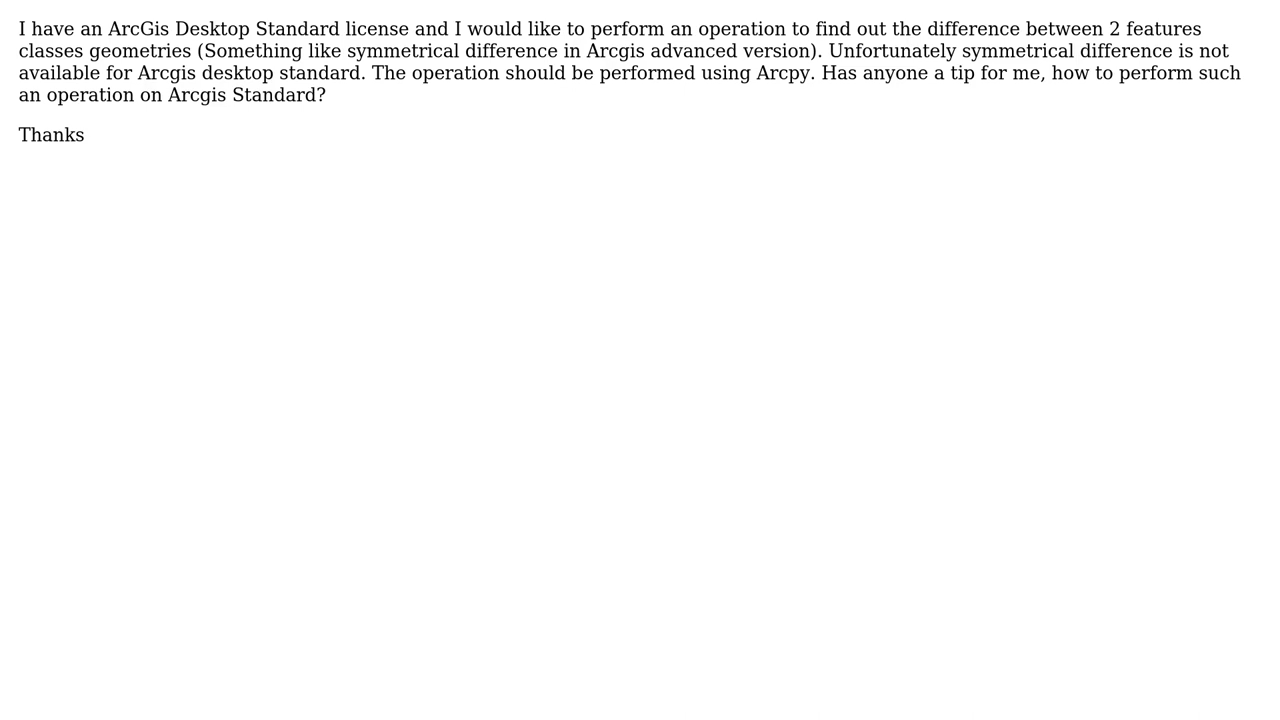 I have an ArcGis Desktop Standard license and I would like to perform an operation to find out the difference between 2 features
classes geometries (Something like symmetrical difference in Arcgis advanced version). Unfortunately symmetrical difference is not
available for Arcgis desktop standard. The operation should be performed using Arcpy. Has anyone a tip for me, how to perform such
an operation on Arcgis Standard?
Thanks